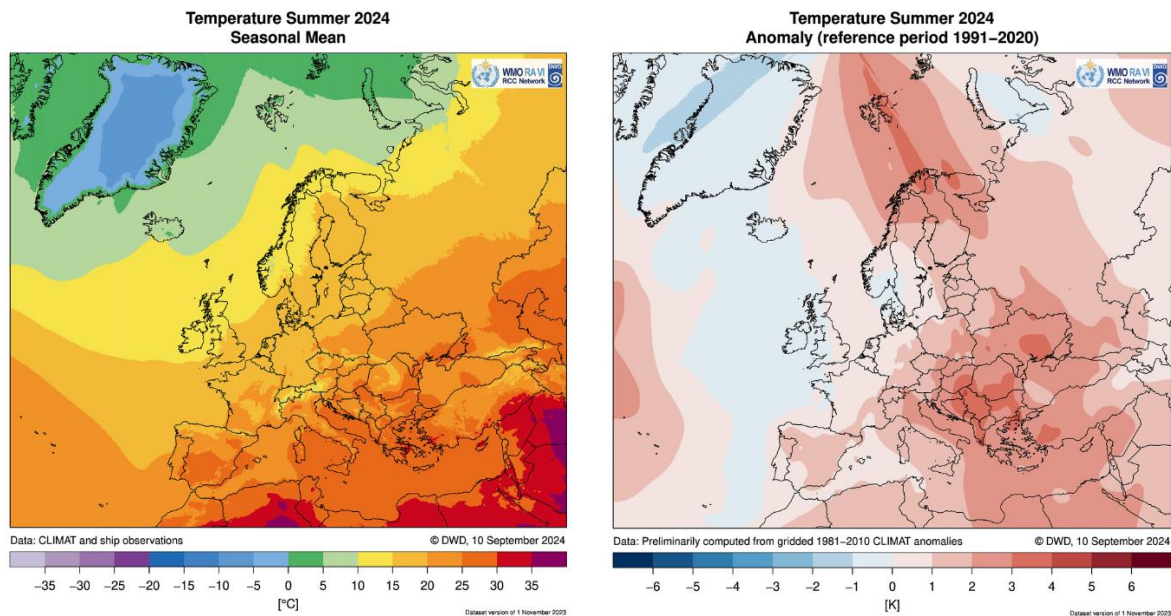 Temperature Summer 2024
Seasonal Mean
WMO RA VI
RCC Network
DWD
Data: CLIMAT and ship observations
© DWD, 10 September 2024
−35 −30 −25 −20 −15 −10 −5 0 5 10 15 20 25 30 35
[°C]
Dataset version of 1 November 2023
Temperature Summer 2024
Anomaly (reference period 1991−2020)
WMO RA VI
RCC Network
DWD
Data: Preliminarily computed from gridded 1981−2010 CLIMAT anomalies
© DWD, 10 September 2024
−6 −5 −4 −3 −2 −1 0 1 2 3 4 5 6
[K]
Dataset version of 1 November 2023